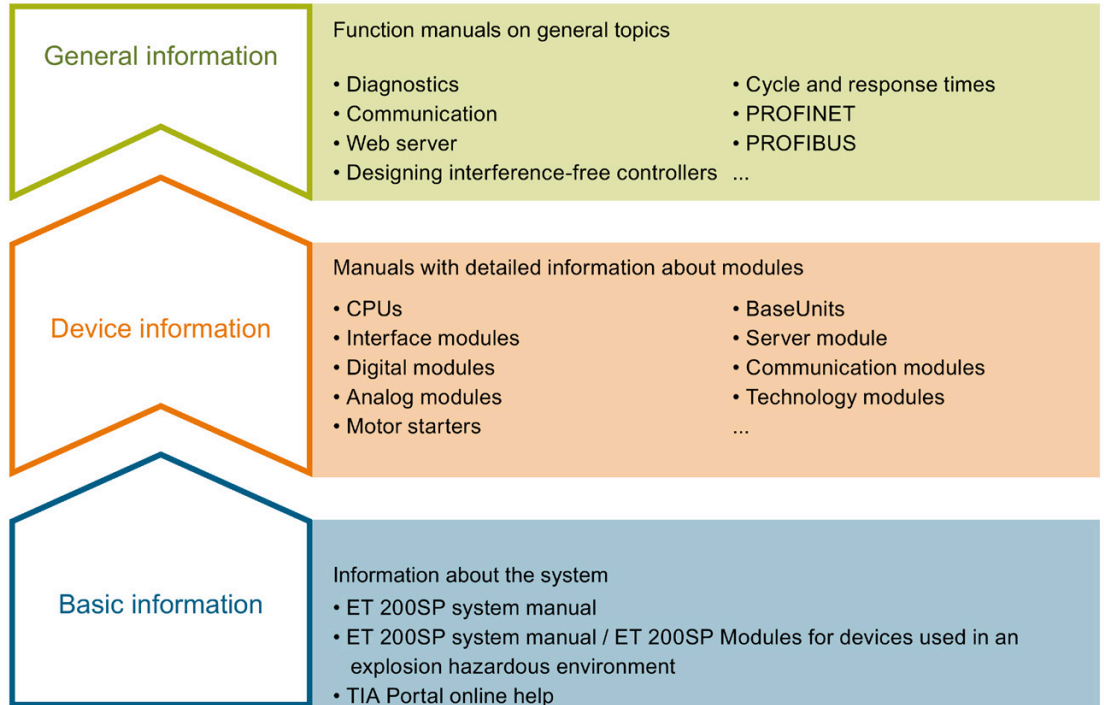 General information
Function manuals on general topics
• Diagnostics
• Communication
• Web server
• Designing interference-free controllers
• Cycle and response times
• PROFINET
• PROFIBUS
...
Device information
Manuals with detailed information about modules
• CPUs
• Interface modules
• Digital modules
• Analog modules
• Motor starters
• BaseUnits
• Server module
• Communication modules
• Technology modules
...
Basic information
Information about the system
• ET 200SP system manual
• ET 200SP system manual / ET 200SP Modules for devices used in an
explosion hazardous environment
• TIA Portal online help